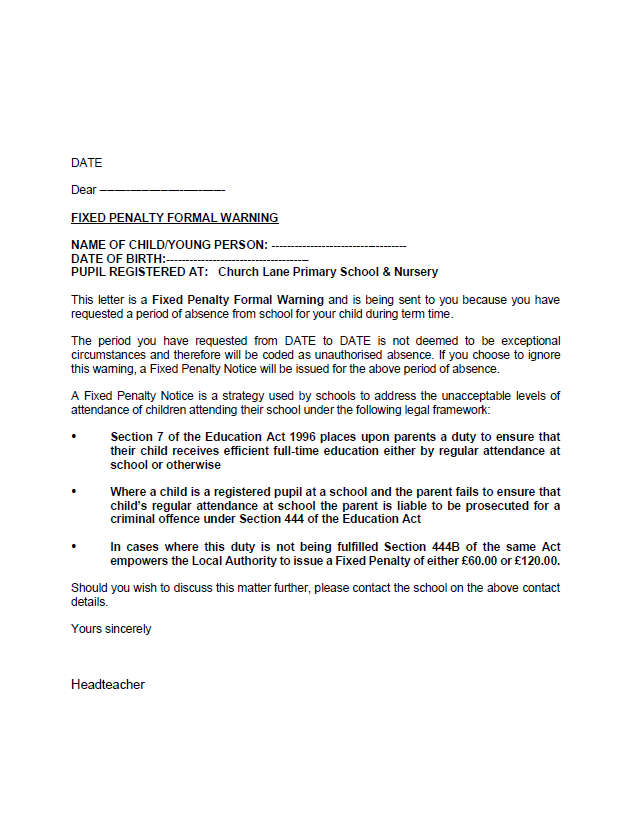 DATE
Dear -----------------------------
FIXED PENALTY FORMAL WARNING
NAME OF CHILD/YOUNG PERSON: -----------------------------------
DATE OF BIRTH:-------------------------------------
PUPIL REGISTERED AT: Church Lane Primary School & Nursery
This letter is a Fixed Penalty Formal Warning and is being sent to you because you have
requested a period of absence from school for your child during term time.
The period you have requested from DATE to DATE is not deemed to be exceptional
circumstances and therefore will be coded as unauthorised absence. If you choose to ignore
this warning, a Fixed Penalty Notice will be issued for the above period of absence.
A Fixed Penalty Notice is a strategy used by schools to address the unacceptable levels of
attendance of children attending their school under the following legal framework:
• Section 7 of the Education Act 1996 places upon parents a duty to ensure that
their child receives efficient full-time education either by regular attendance at
school or otherwise
• Where a child is a registered pupil at a school and the parent fails to ensure that
child's regular attendance at school the parent is liable to be prosecuted for a
criminal offence under Section 444 of the Education Act
• In cases where this duty is not being fulfilled Section 444B of the same Act
empowers the Local Authority to issue a Fixed Penalty of either £60.00 or £120.00.
Should you wish to discuss this matter further, please contact the school on the above contact
details.
Yours sincerely
Headteacher